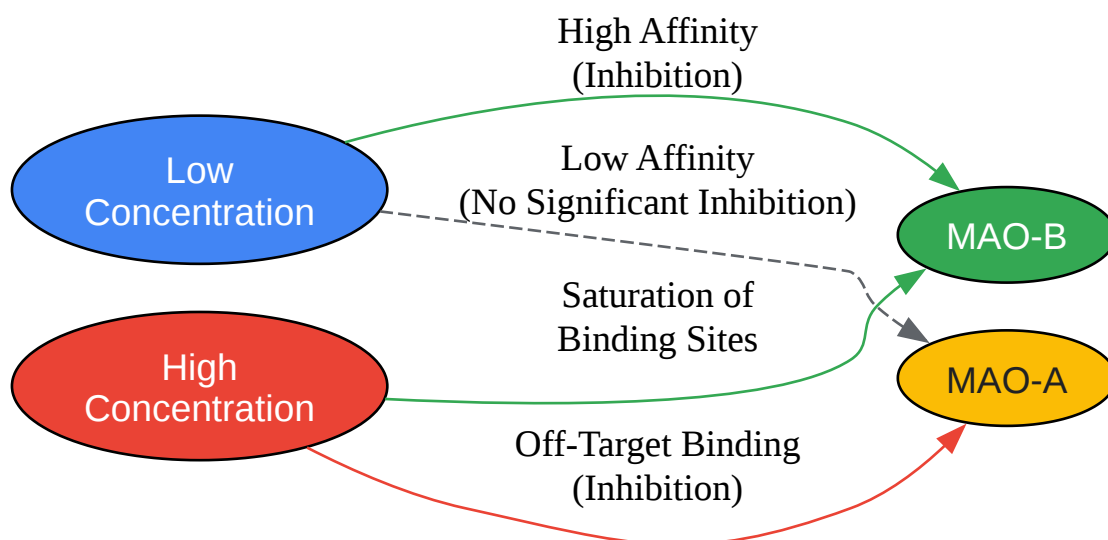 High Affinity
(Inhibition)
Low
Concentration
Low Affinity
(No Significant Inhibition)
MAO-B
Saturation of
Binding Sites
High
Concentration
MAO-A
Off-Target Binding
(Inhibition)